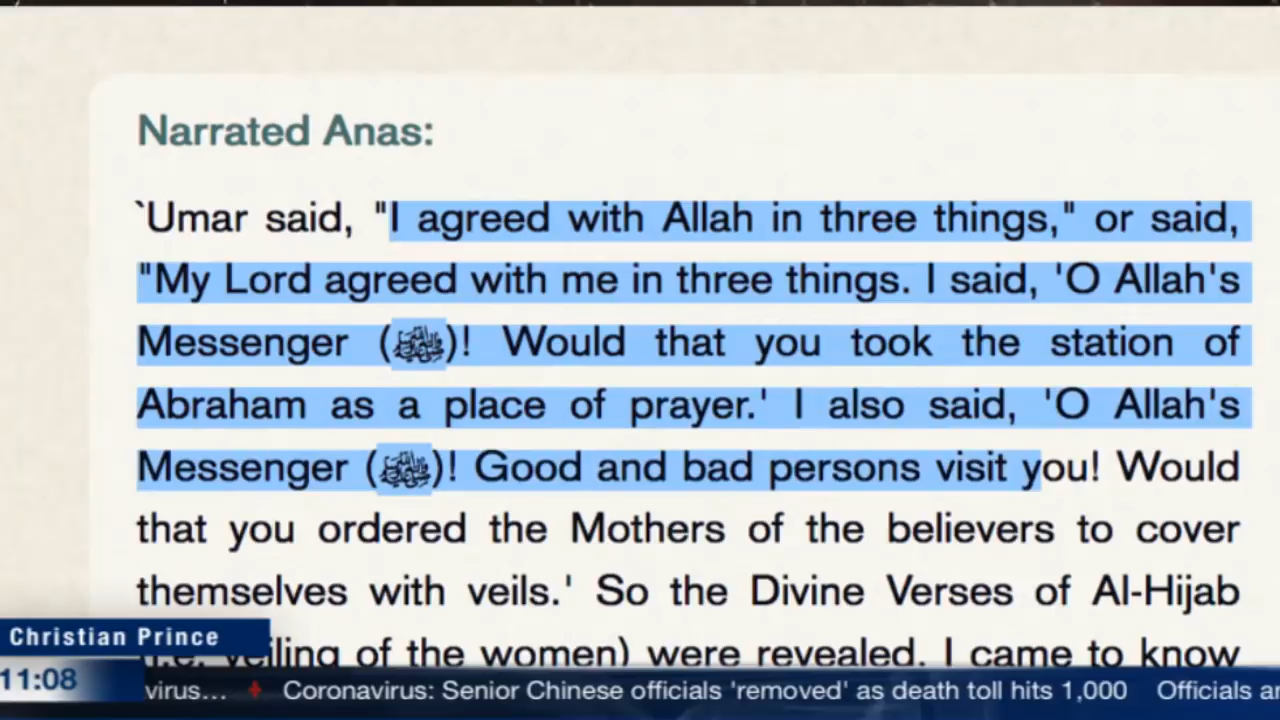 Narrated Anas:
`Umar said, "I agreed with Allah in three things," or said,
"My Lord agreed with me in three things. I said, 'O Allah's
Messenger (ﷺ)! Would that you took the station of
Abraham as a place of prayer.' I also said, 'O Allah's
Messenger (ﷺ)! Good and bad persons visit you! Would
that you ordered the Mothers of the believers to cover
themselves with veils.' So the Divine Verses of Al-Hijab
(i.e. veiling of the women) were revealed. I came to know
Christian Prince
11:08
virus... Coronavirus: Senior Chinese officials 'removed' as death toll hits 1,000 Officials